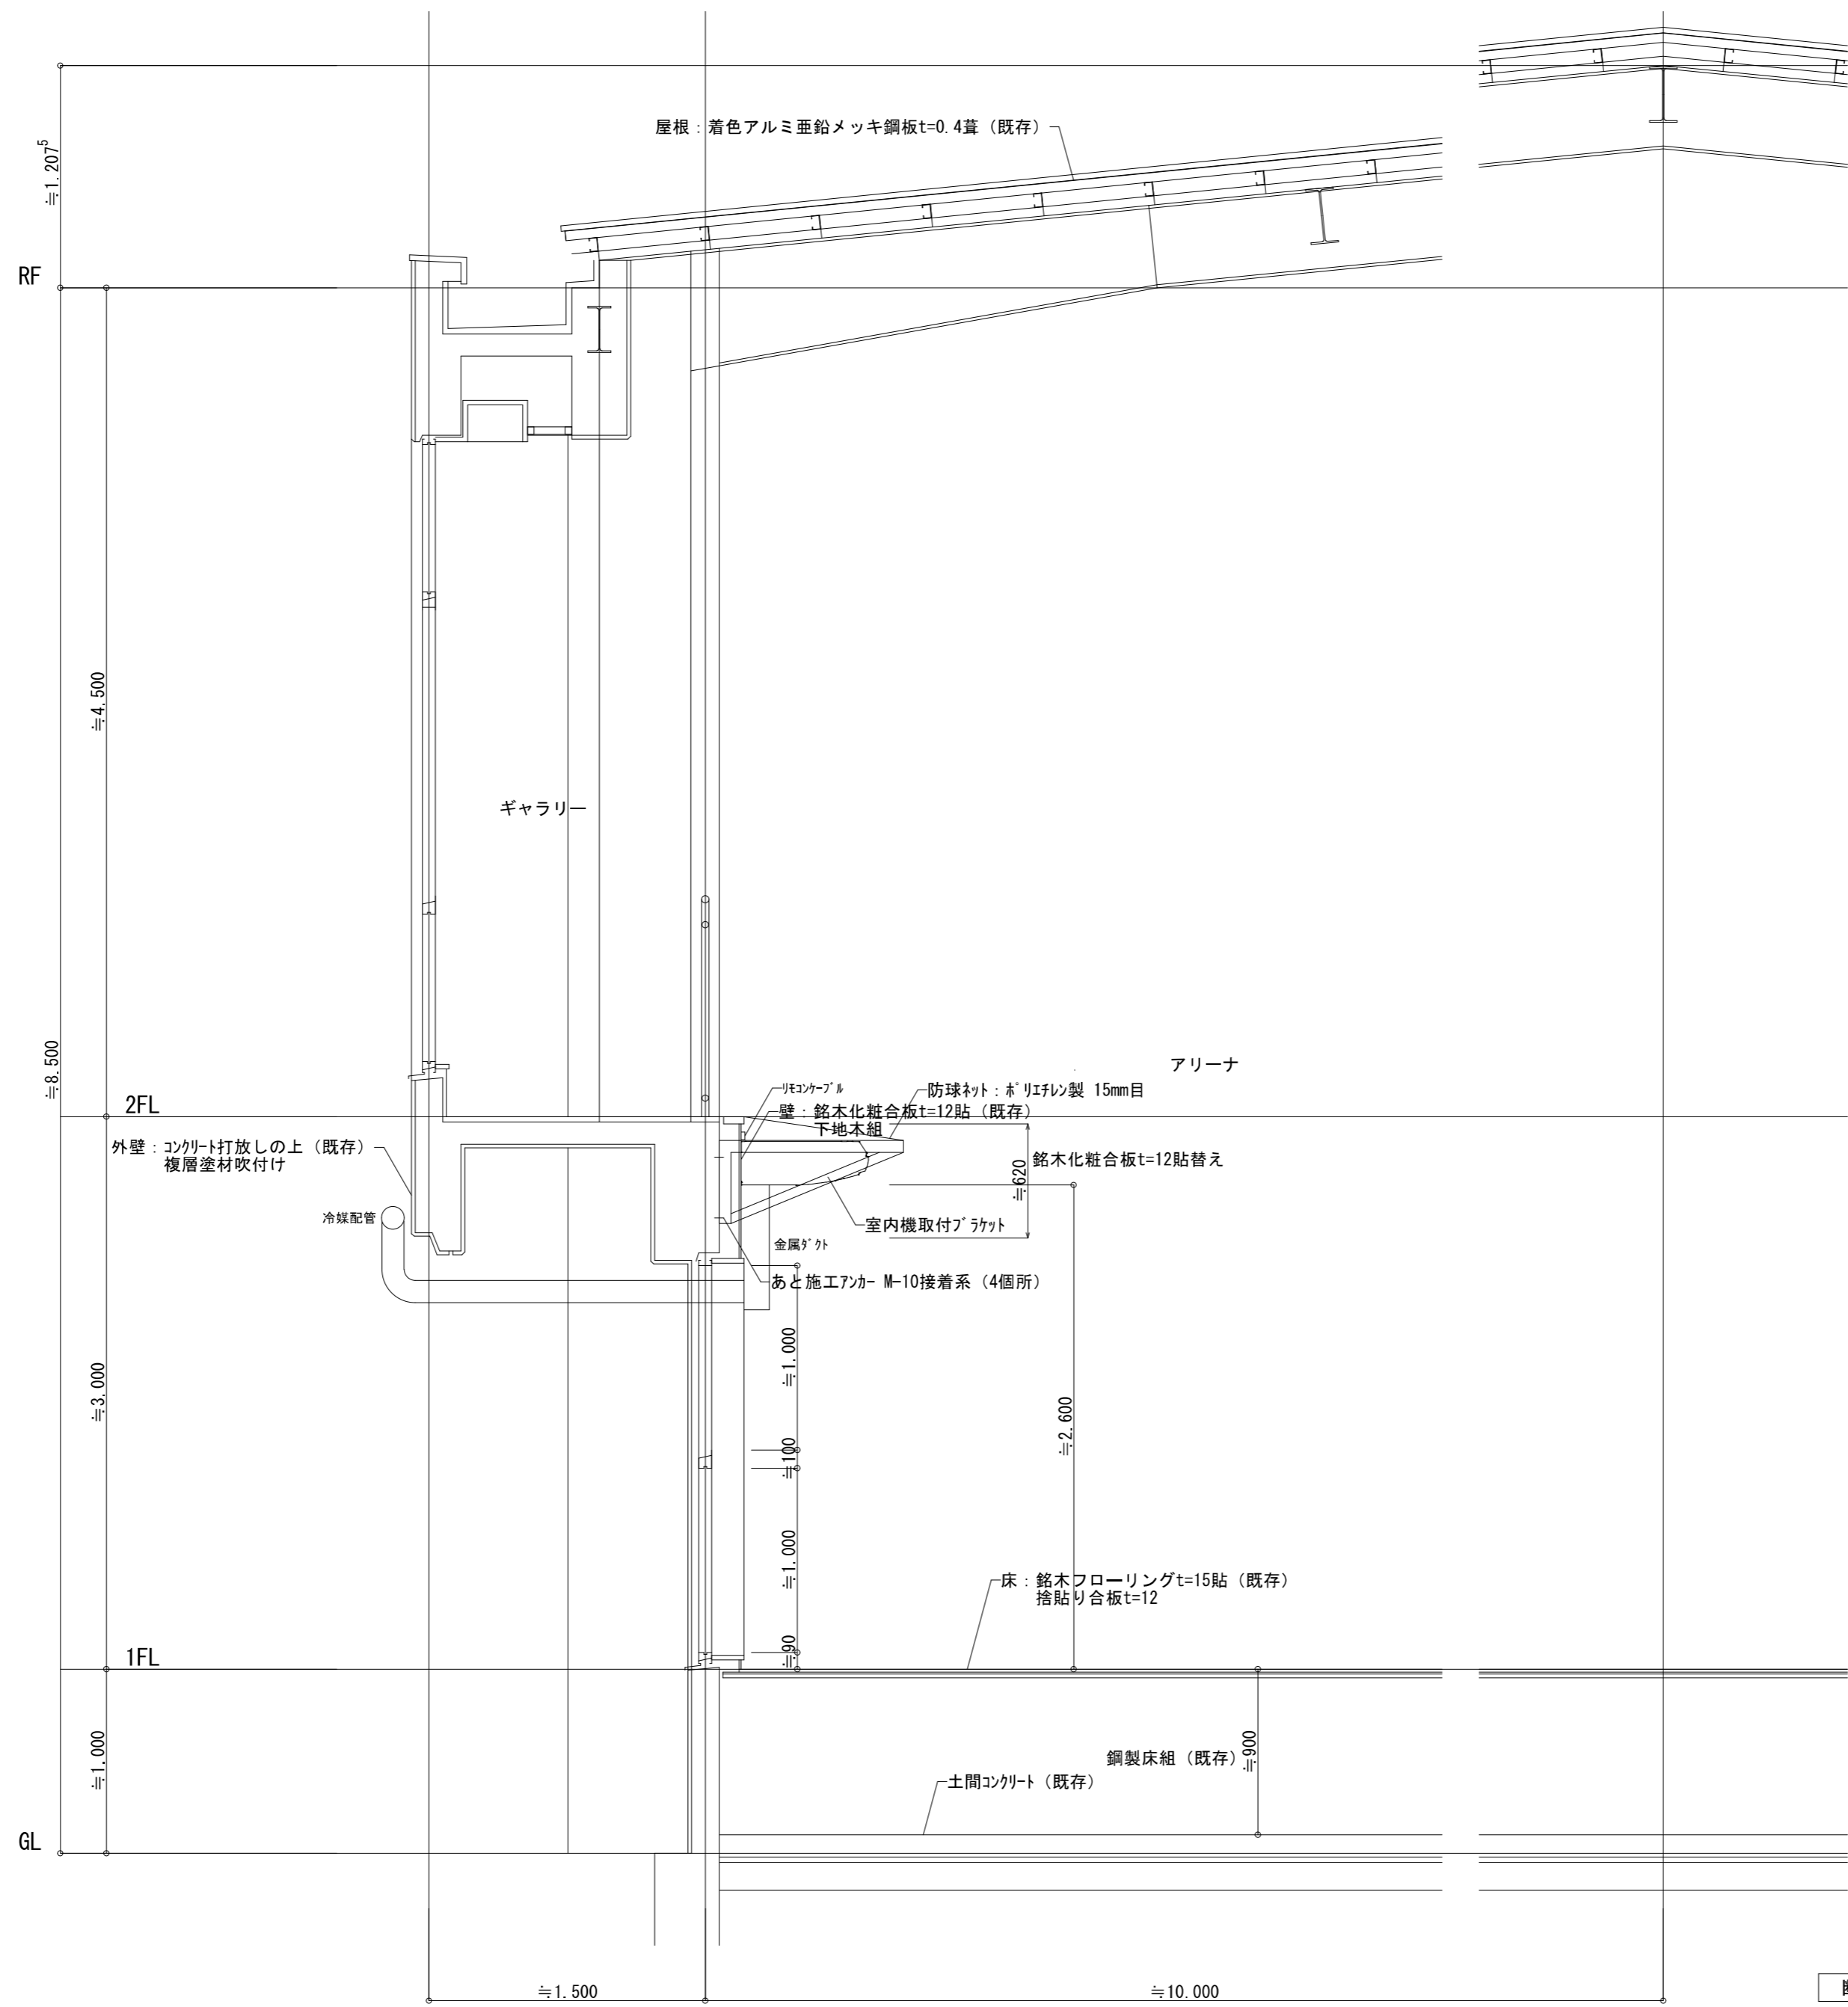 屋根：着色アルミ亜鉛メッキ鋼板t=0.4葺（既存）
≒1.207⁵
RF
≒4.500
ギャラリー
≒8.500
アリーナ
2FL
リモコンケーブル
防球ネット：ポリエチレン製 15mm目
壁：銘木化粧合板t=12貼（既存）
下地木組
外壁：コンクリート打放しの上（既存）
複層塗材吹付け
銘木化粧合板t=12貼替え
≒620
冷媒配管
室内機取付ブラケット
金属ダクト
あと施工アンカー M-10接着系（4個所）
≒1.000
≒3.000
≒2.600
≒100
≒1.000
床：銘木フローリングt=15貼（既存）
捨貼り合板t=12
≒90
1FL
≒1.000
鋼製床組（既存）
≒900
土間コンクリート（既存）
GL
≒1.500
≒10.000